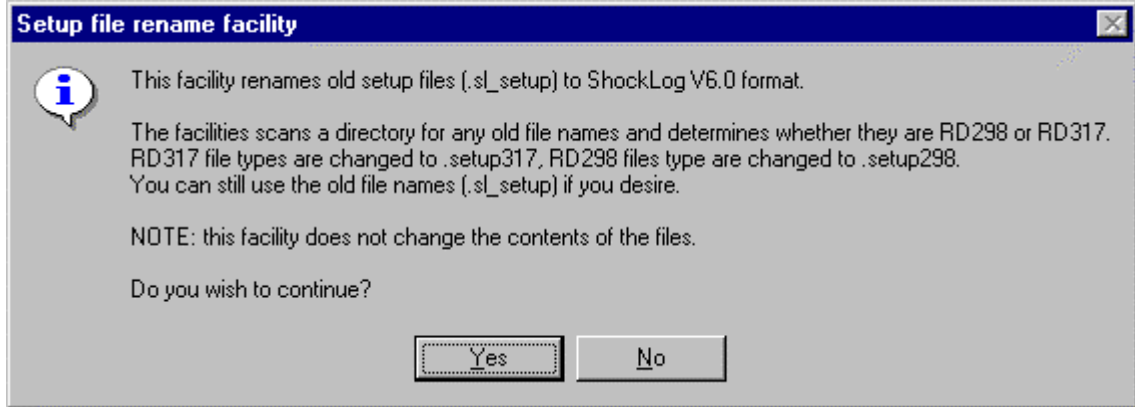 Setup file rename facility
This facility renames old setup files (.sl_setup) to ShockLog V6.0 format.
The facilities scans a directory for any old file names and determines whether they are RD298 or RD317.
RD317 file types are changed to .setup317, RD298 files type are changed to .setup298.
You can still use the old file names (.sl_setup) if you desire.
NOTE: this facility does not change the contents of the files.
Do you wish to continue?
Yes
No